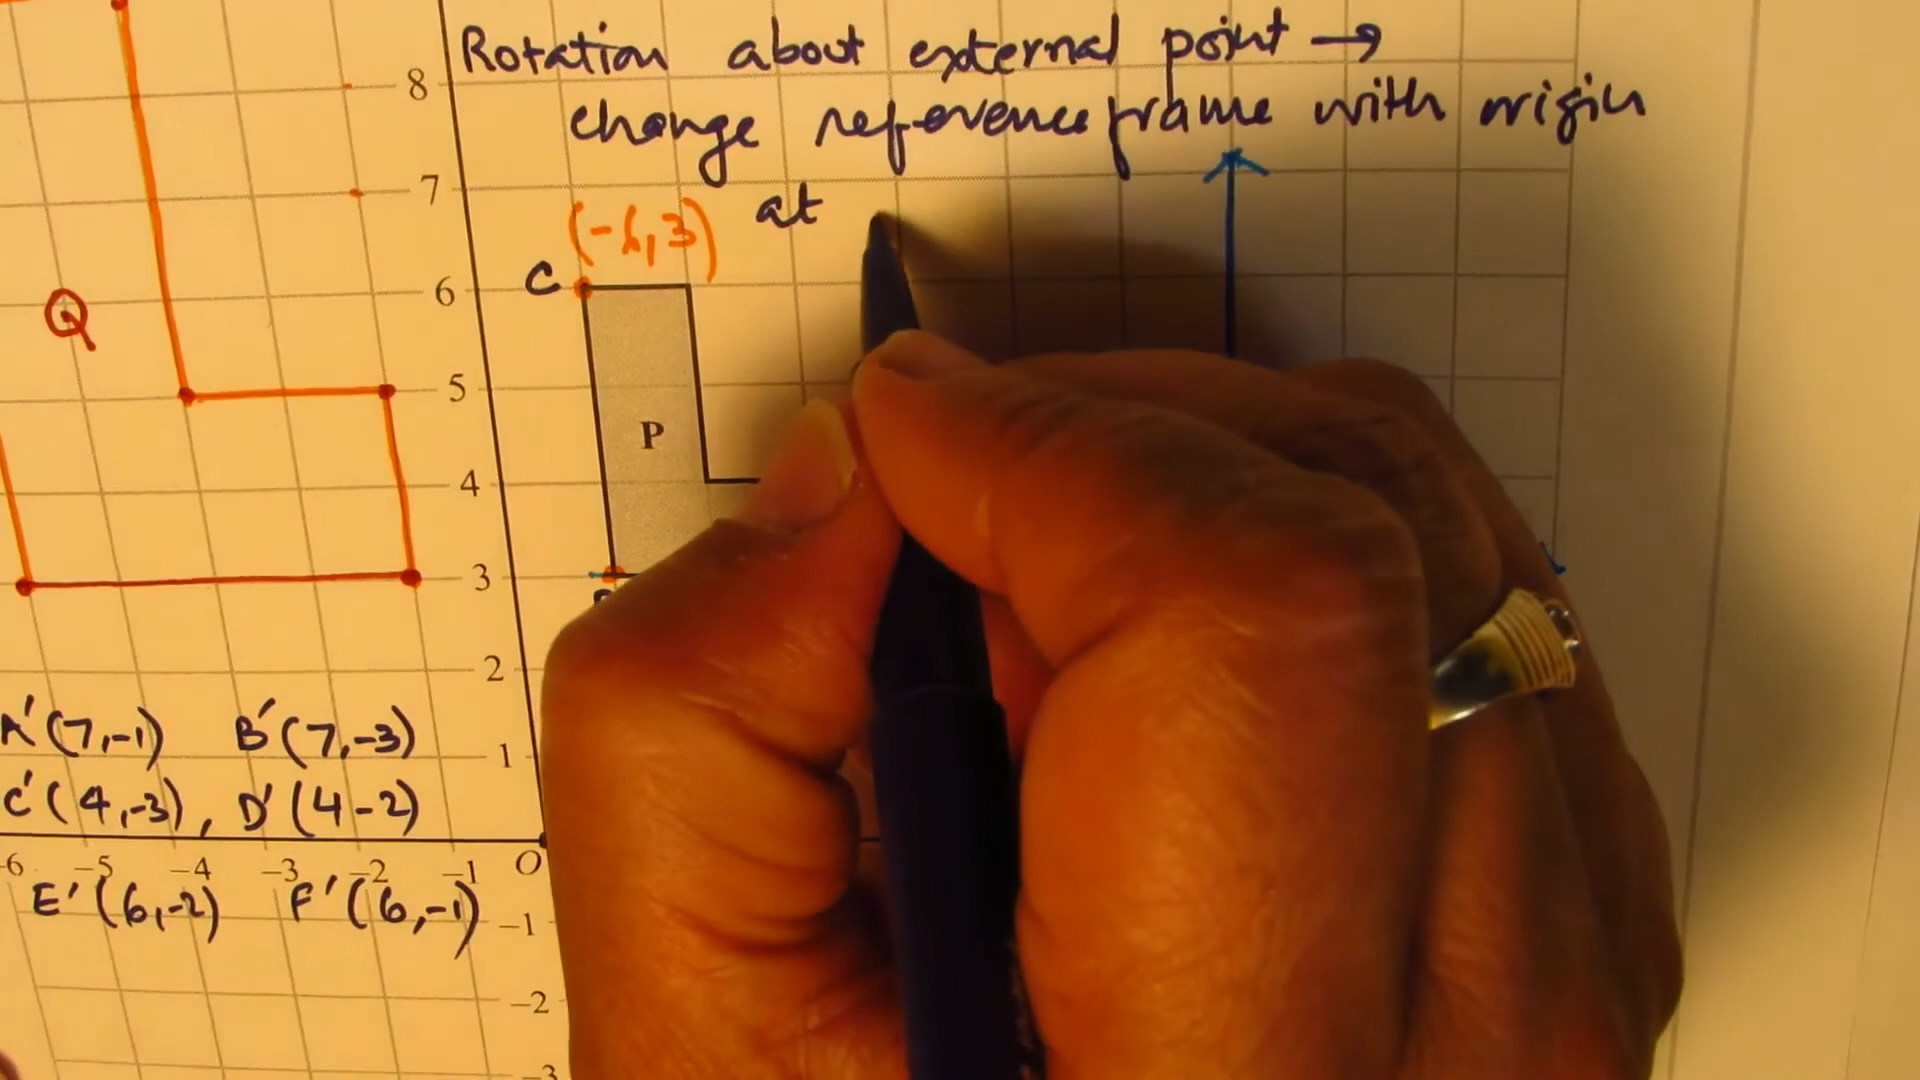 Rotation about external point →
change reference frame with origin
at
8
7
(-6,3)
C
6
Q
5
P
4
3
2
A'(7,-1) B'(7,-3)
1
C'(4,-3), D'(4-2)
O
-6 -5 -4 -3 -2 -1
E'(6,-2) F'(6,-1)
-1
-2
-3